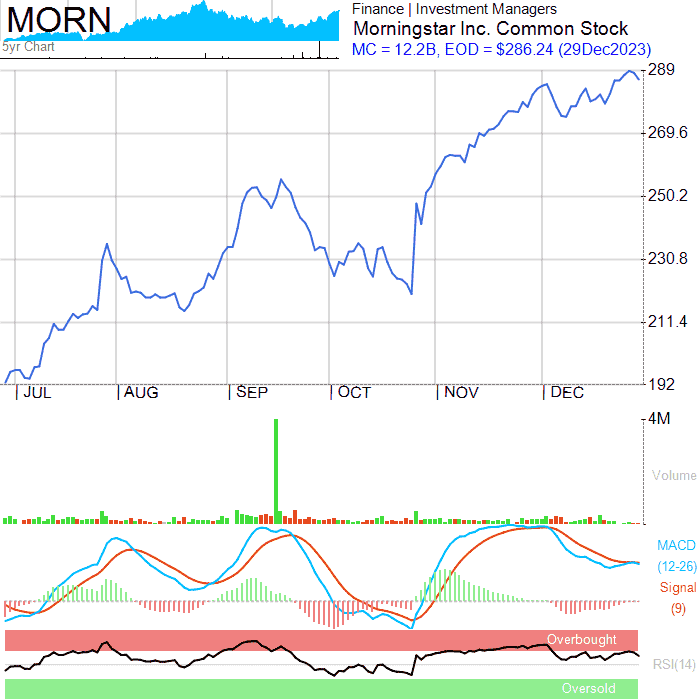 MORN
5yr Chart
Finance | Investment Managers
Morningstar Inc. Common Stock
MC = 12.2B, EOD = $286.24 (29Dec2023)
289
269.6
250.2
230.8
211.4
192
JUL AUG SEP OCT NOV DEC
4M
Volume
MACD
(12-26)
Signal
(9)
Overbought
RSI(14)
Oversold